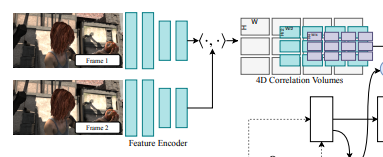 Frame 1
Frame 2
Feature Encoder
⟨·,·⟩
W
H
4D Correlation Volumes